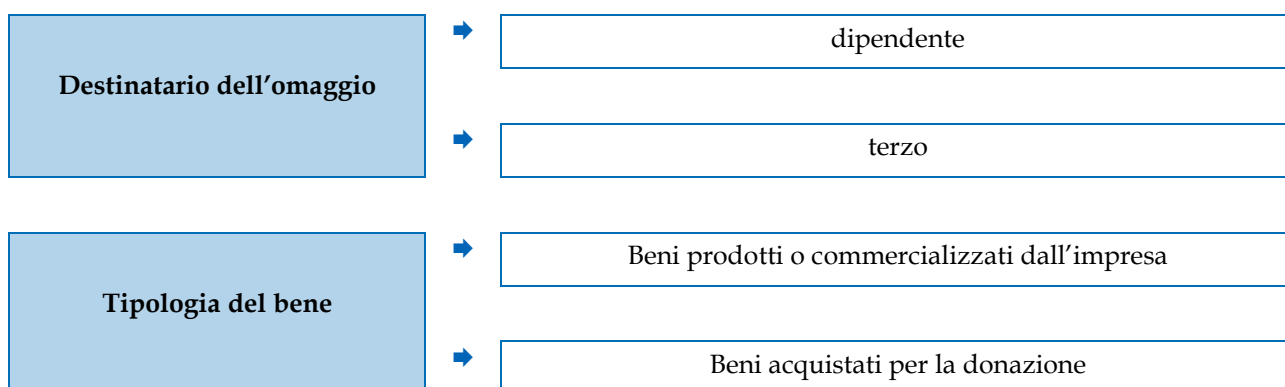 Destinatario dell’omaggio
dipendente
terzo
Tipologia del bene
Beni prodotti o commercializzati dall’impresa
Beni acquistati per la donazione